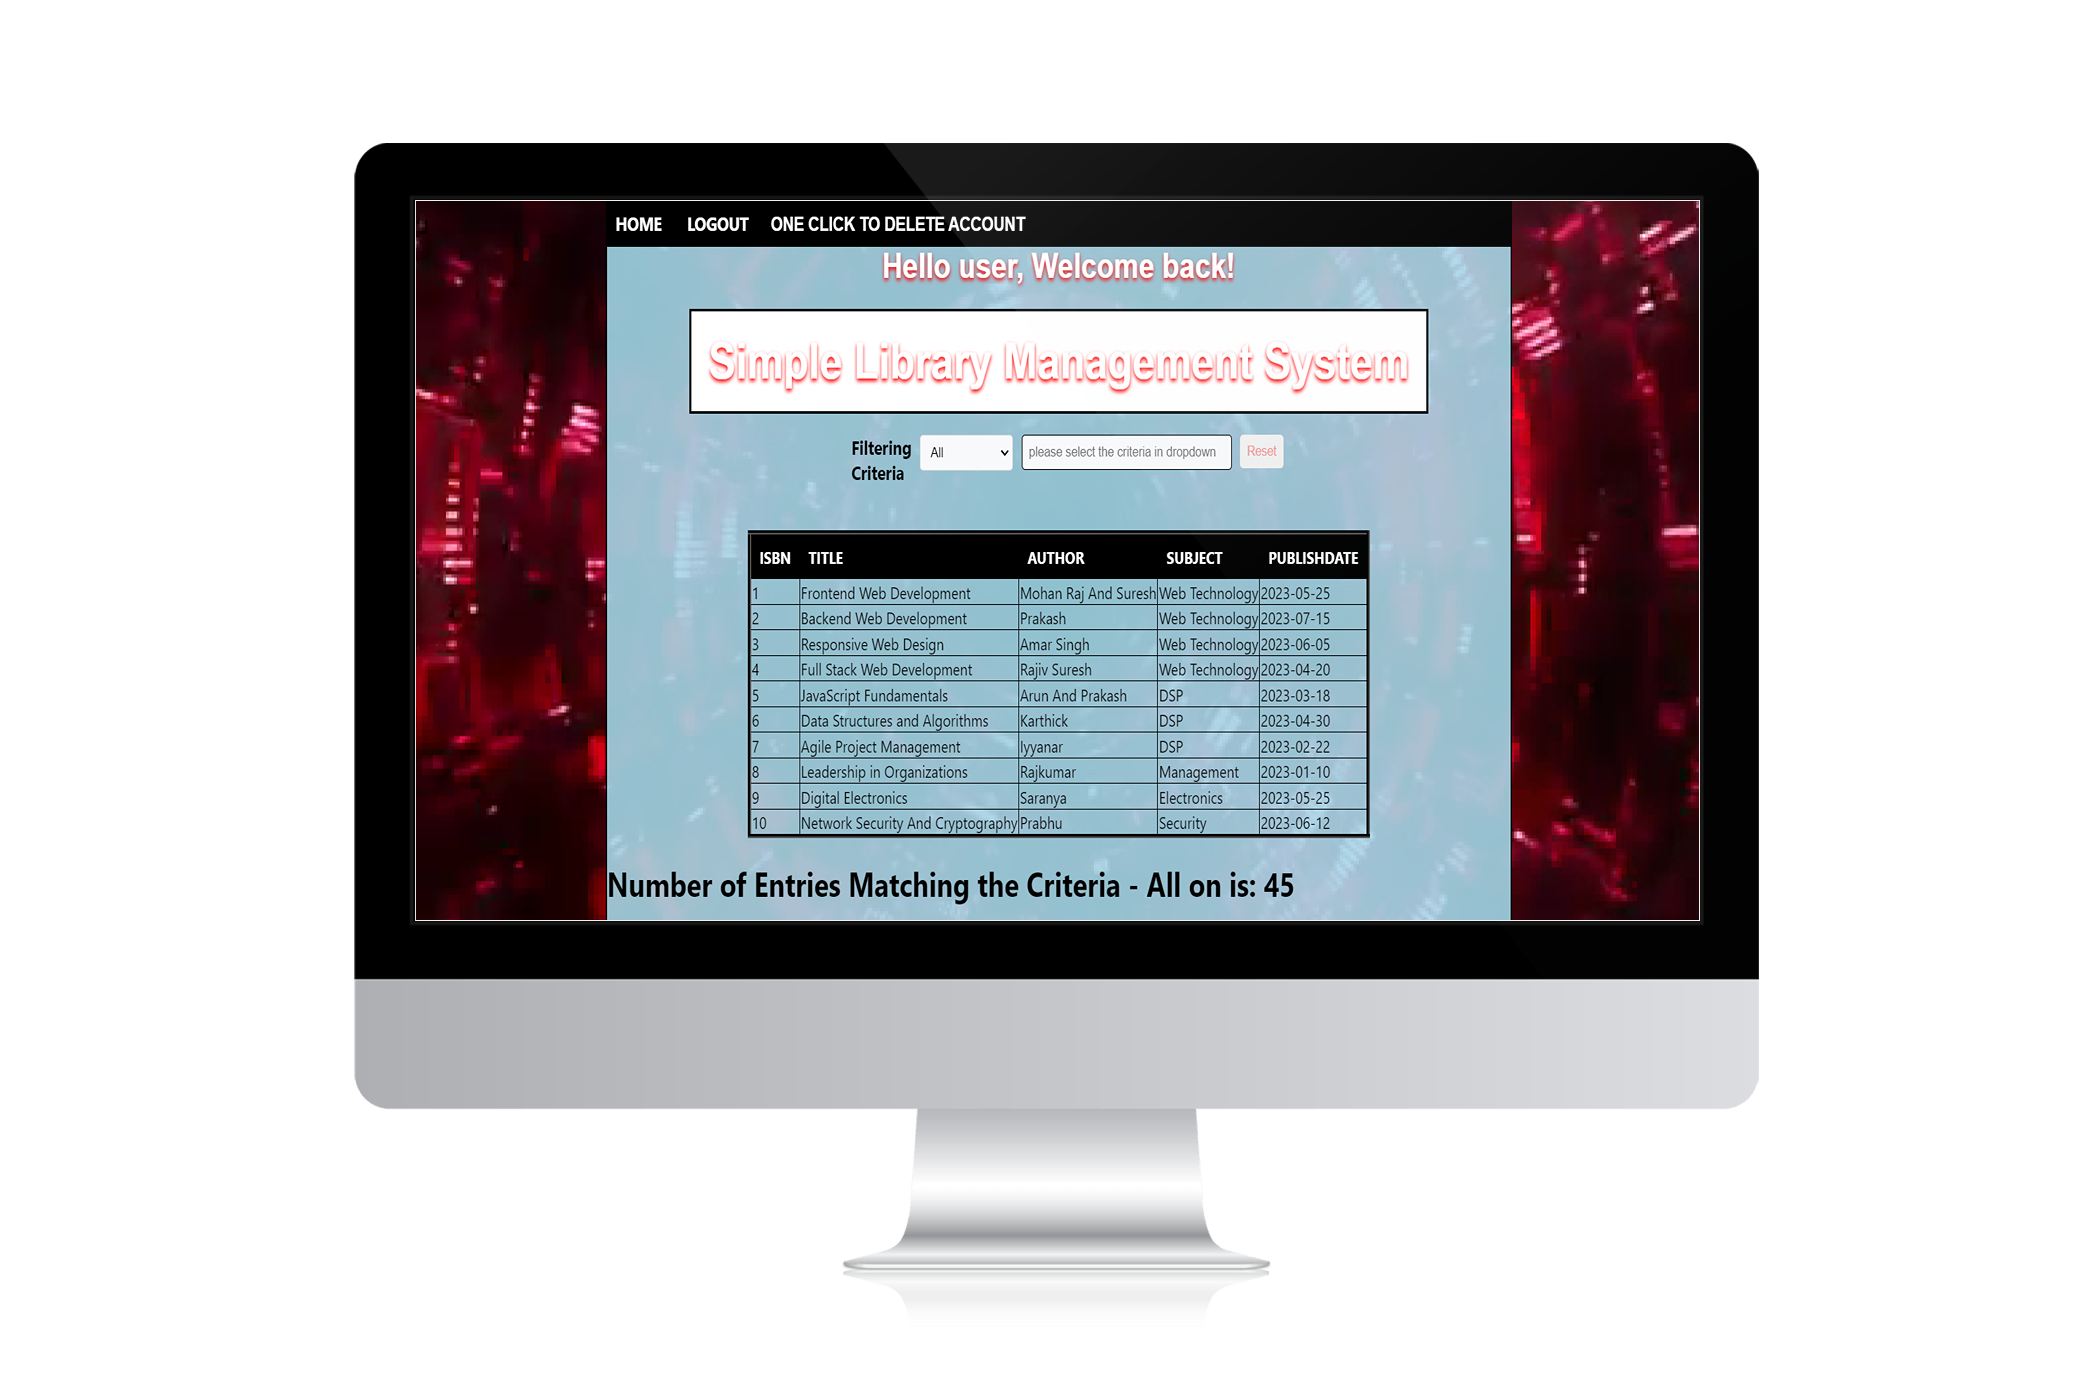 HOME LOGOUT ONE CLICK TO DELETE ACCOUNT
Hello user, Welcome back!
Simple Library Management System
Filtering Criteria All please select the criteria in dropdown Reset
ISBN TITLE AUTHOR SUBJECT PUBLISHDATE
1 Frontend Web Development Mohan Raj And Suresh Web Technology 2023-05-25
2 Backend Web Development Prakash Web Technology 2023-07-15
3 Responsive Web Design Amar Singh Web Technology 2023-06-05
4 Full Stack Web Development Rajiv Suresh Web Technology 2023-04-20
5 JavaScript Fundamentals Arun And Prakash DSP 2023-03-18
6 Data Structures and Algorithms Karthick DSP 2023-04-30
7 Agile Project Management Iyyanar DSP 2023-02-22
8 Leadership in Organizations Rajkumar Management 2023-01-10
9 Digital Electronics Saranya Electronics 2023-05-25
10 Network Security And Cryptography Prabhu Security 2023-06-12
Number of Entries Matching the Criteria - All on is: 45